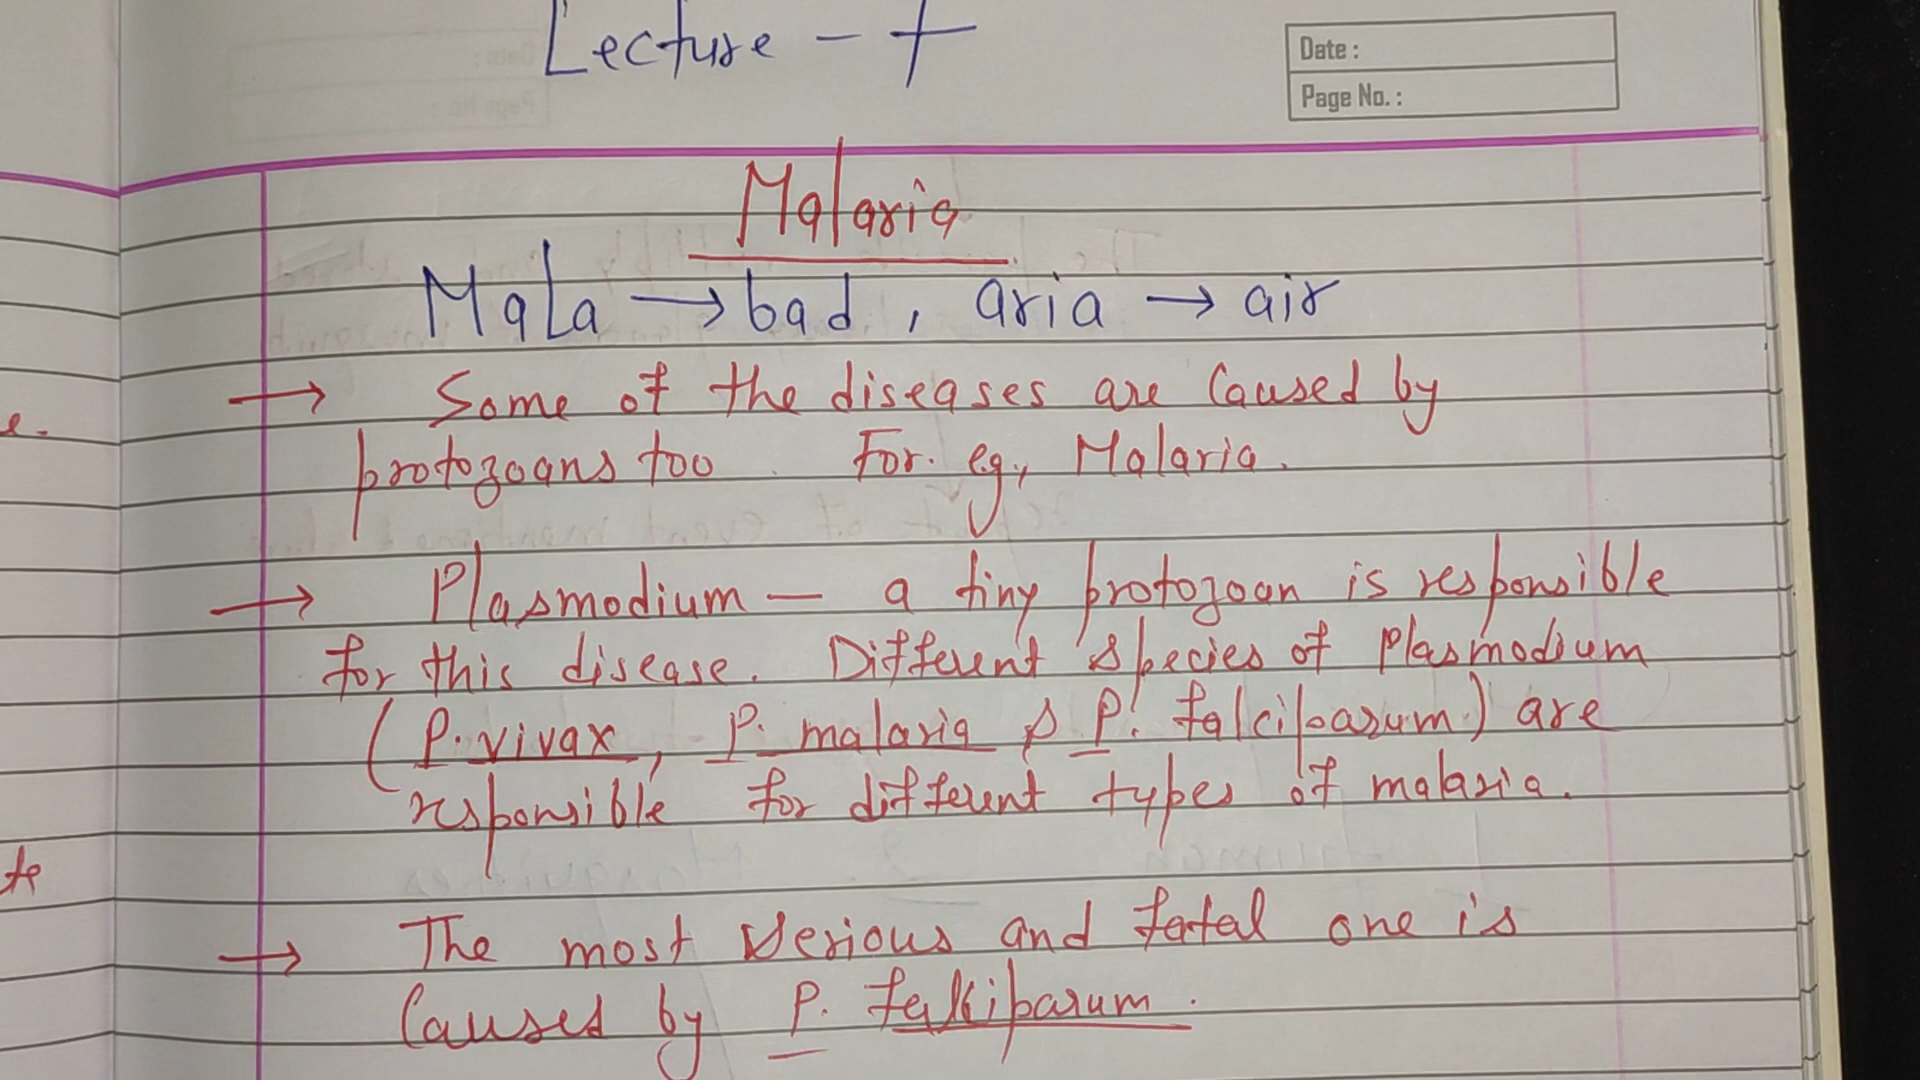 Lecture - 7
Date :
Page No. :
Malaria
Mala → bad , aria → air
→ Some of the diseases are Caused by
protozoans too . For. eg., Malaria.
→ Plasmodium — a tiny protozoan is responsible
for this disease. Different species of Plasmodium
(P. vivax, P. malaria & P. falciparum) are
responsible for different types of malaria.
→ The most serious and fatal one is
Caused by P. falciparum.